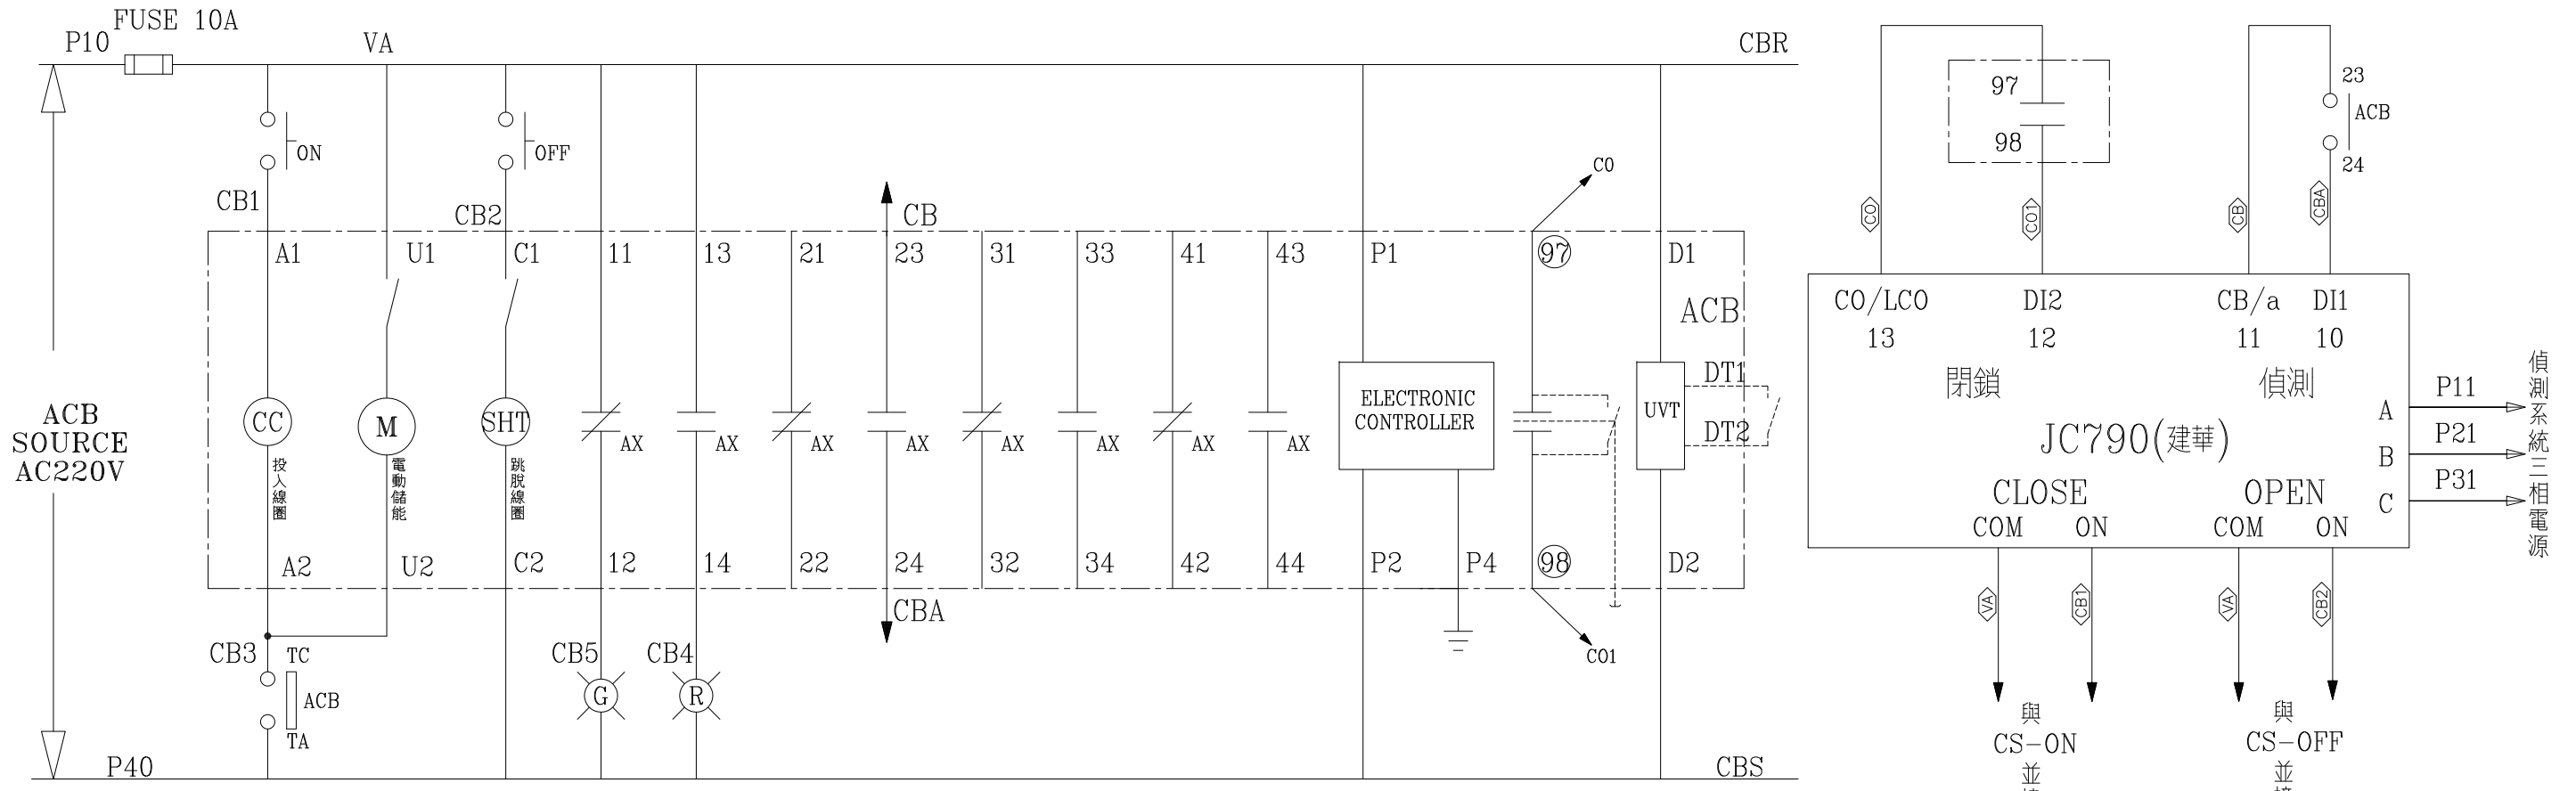 FUSE 10A
P10
VA
CBR
ON
OFF
CB1
CB2
CB
CO
A1
U1
C1
11
13
21
23
31
33
41
43
P1
97
D1
ACB
ACB
SOURCE
AC220V
CC
M
SHT
AX
AX
AX
AX
AX
AX
AX
AX
ELECTRONIC
CONTROLLER
UVT
DT1
DT2
投入線圈
電動儲能
跳脫線圈
A2
U2
C2
12
14
22
24
32
34
42
44
P2
P4
98
D2
CBA
CO1
CB3
TC
ACB
TA
CB5
CB4
G
R
P40
CBS
97
98
23
ACB
24
CO
CO1
CB
CBA
CO/LCO
DI2
CB/a
DI1
13
12
11
10
閉鎖
偵測
JC790(建華)
A
B
C
P11
P21
P31
偵測系統三相電源
CLOSE
OPEN
COM
ON
COM
ON
VA
CB1
VA
CB2
與
CS-ON
並
與
CS-OFF
並